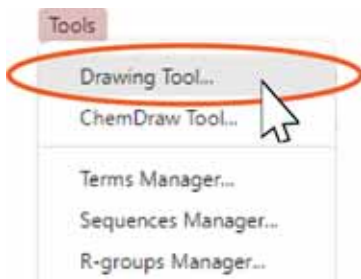 Tools
Drawing Tool...
ChemDraw Tool...
Terms Manager...
Sequences Manager...
R-groups Manager...